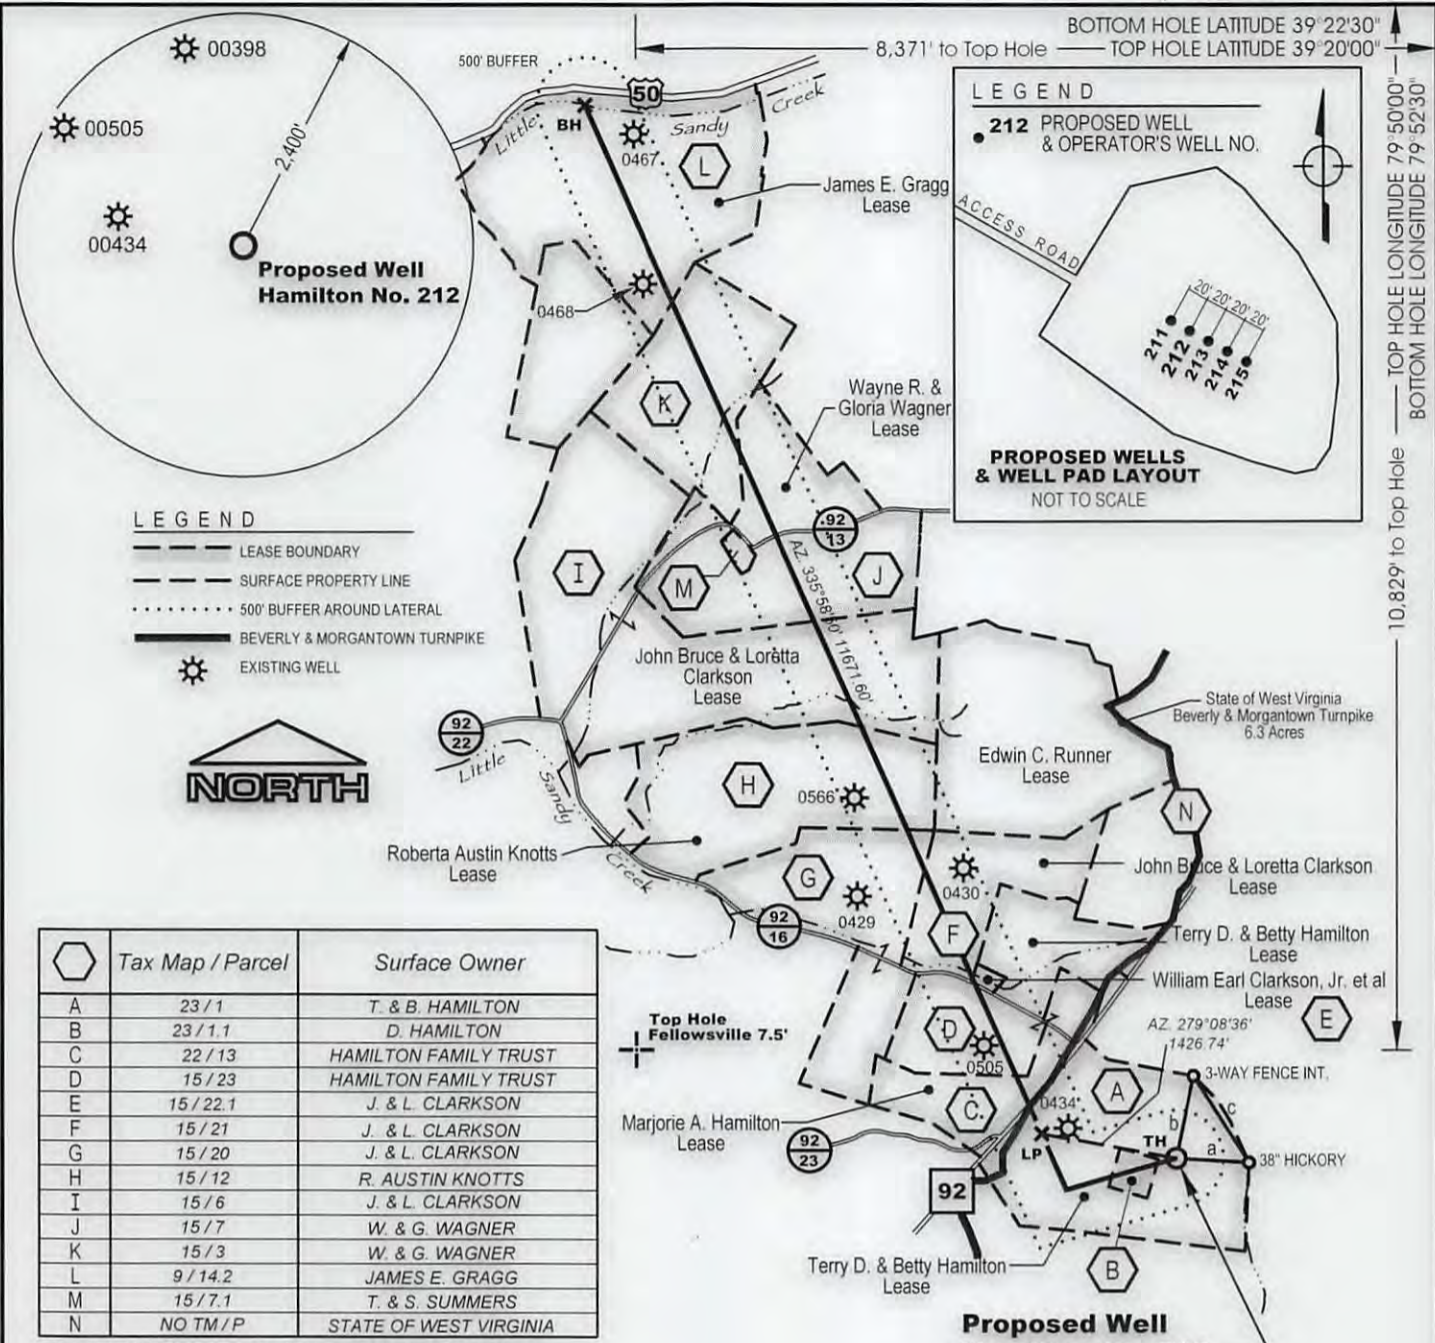 BOTTOM HOLE LATITUDE 39°22'30"
8,371' to Top Hole
TOP HOLE LATITUDE 39°20'00"
TOP HOLE LONGITUDE 79°50'00"
BOTTOM HOLE LONGITUDE 79°52'30"
10,829' to Top Hole
00398
00505
00434
2,400'
Proposed Well
Hamilton No. 212
500' BUFFER
50
BH
Little
Sandy
Creek
0467
L
James E. Gragg
Lease
0468
K
Wayne R. &
Gloria Wagner
Lease
LEGEND
212 PROPOSED WELL
& OPERATOR'S WELL NO.
ACCESS ROAD
20' 20' 20' 20'
211
212
213
214
215
PROPOSED WELLS
& WELL PAD LAYOUT
NOT TO SCALE
LEGEND
LEASE BOUNDARY
SURFACE PROPERTY LINE
500' BUFFER AROUND LATERAL
BEVERLY & MORGANTOWN TURNPIKE
EXISTING WELL
NORTH
92
13
I
M
J
11671.60'
John Bruce & Loretta
Clarkson
Lease
State of West Virginia
Beverly & Morgantown Turnpike
6.3 Acres
92
22
Little
Sandy
Creek
Edwin C. Runner
Lease
H
0566
N
Roberta Austin Knotts
Lease
G
0430
John Bruce & Loretta Clarkson
Lease
0429
92
16
F
Terry D. & Betty Hamilton
Lease
William Earl Clarkson, Jr. et al
Lease
E
Top Hole
Fellowsville 7.5'
D
0505
AZ. 279°08'36"
1426.74'
3-WAY FENCE INT.
A
C
0434
b
c
a
TH
LP
38" HICKORY
Marjorie A. Hamilton
Lease
92
23
92
Terry D. & Betty Hamilton
Lease
B
Proposed Well
Tax Map / Parcel Surface Owner
A 23 / 1 T. & B. HAMILTON
B 23 / 1.1 D. HAMILTON
C 22 / 13 HAMILTON FAMILY TRUST
D 15 / 23 HAMILTON FAMILY TRUST
E 15 / 22.1 J. & L. CLARKSON
F 15 / 21 J. & L. CLARKSON
G 15 / 20 J. & L. CLARKSON
H 15 / 12 R. AUSTIN KNOTTS
I 15 / 6 J. & L. CLARKSON
J 15 / 7 W. & G. WAGNER
K 15 / 3 W. & G. WAGNER
L 9 / 14.2 JAMES E. GRAGG
M 15 / 7.1 T. & S. SUMMERS
N NO TM / P STATE OF WEST VIRGINIA